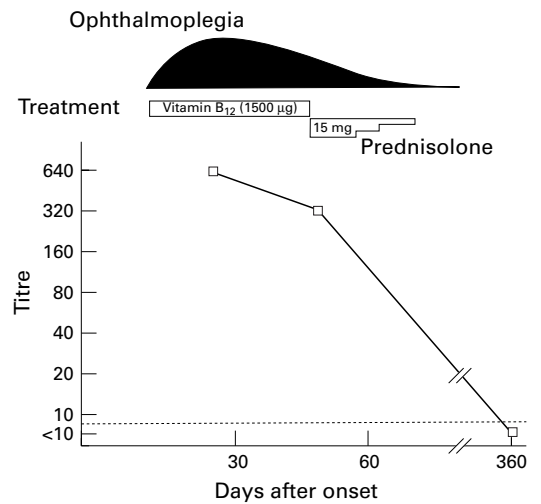 Ophthalmoplegia
Treatment
Vitamin B12 (1500 µg)
15 mg
Prednisolone
640
320
160
80
40
20
10
<10
Titre
30
60
360
Days after onset